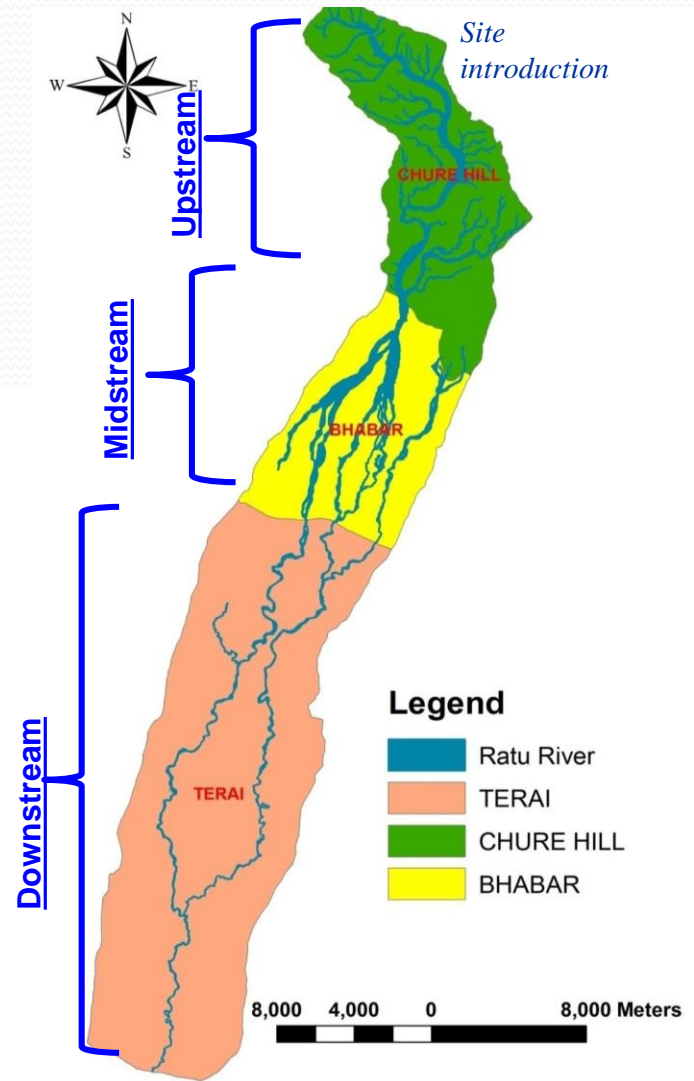 Site
introduction
N
W
E
S
Upstream
CHURE HILL
Midstream
BHABAR
Downstream
TERAI
Legend
Ratu River
TERAI
CHURE HILL
BHABAR
8,000 4,000 0 8,000 Meters